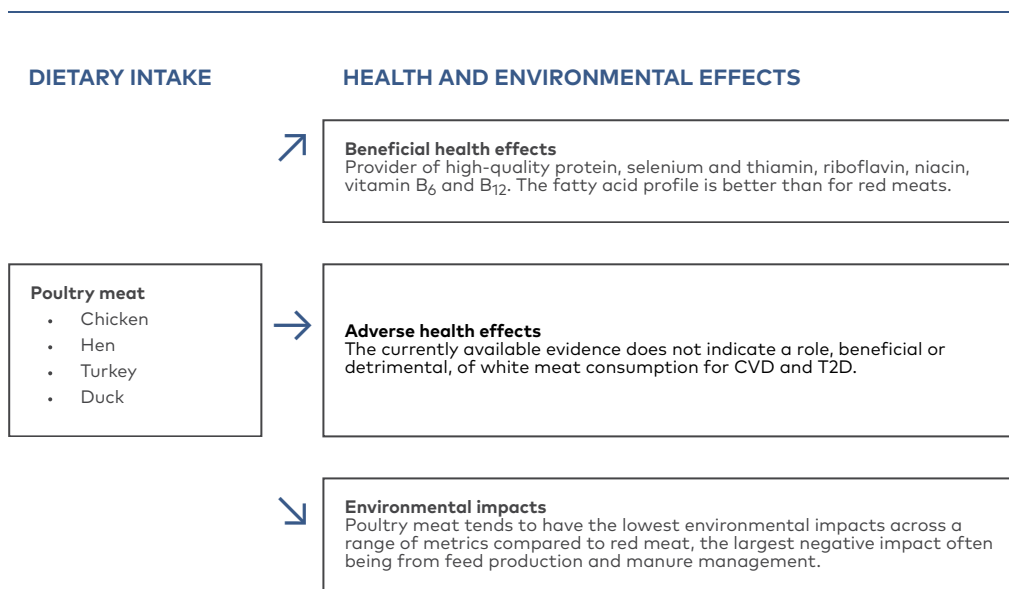 DIETARY INTAKE
HEALTH AND ENVIRONMENTAL EFFECTS
Beneficial health effects
Provider of high-quality protein, selenium and thiamin, riboflavin, niacin,
vitamin B6 and B12. The fatty acid profile is better than for red meats.
Poultry meat
• Chicken
• Hen
• Turkey
• Duck
Adverse health effects
The currently available evidence does not indicate a role, beneficial or
detrimental, of white meat consumption for CVD and T2D.
Environmental impacts
Poultry meat tends to have the lowest environmental impacts across a
range of metrics compared to red meat, the largest negative impact often
being from feed production and manure management.